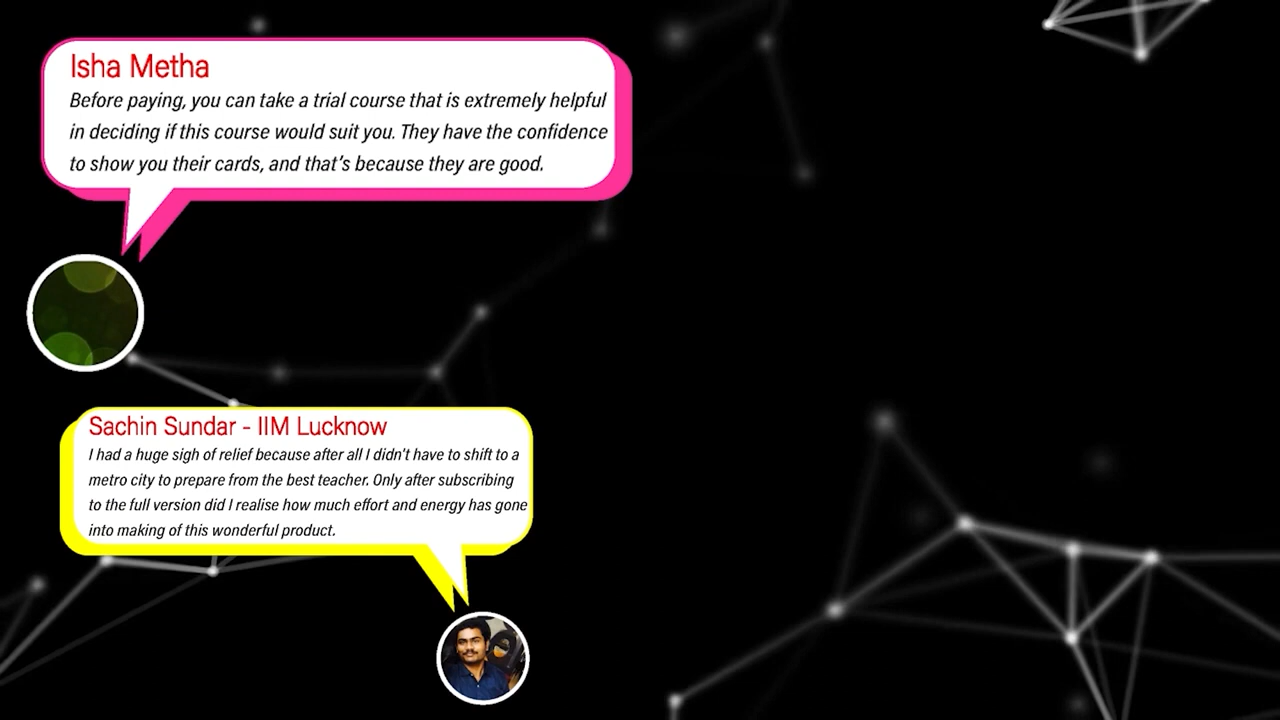 Isha Metha
Before paying, you can take a trial course that is extremely helpful
in deciding if this course would suit you. They have the confidence
to show you their cards, and that's because they are good.
Sachin Sundar - IIM Lucknow
I had a huge sigh of relief because after all I didn't have to shift to a
metro city to prepare from the best teacher. Only after subscribing
to the full version did I realise how much effort and energy has gone
into making of this wonderful product.